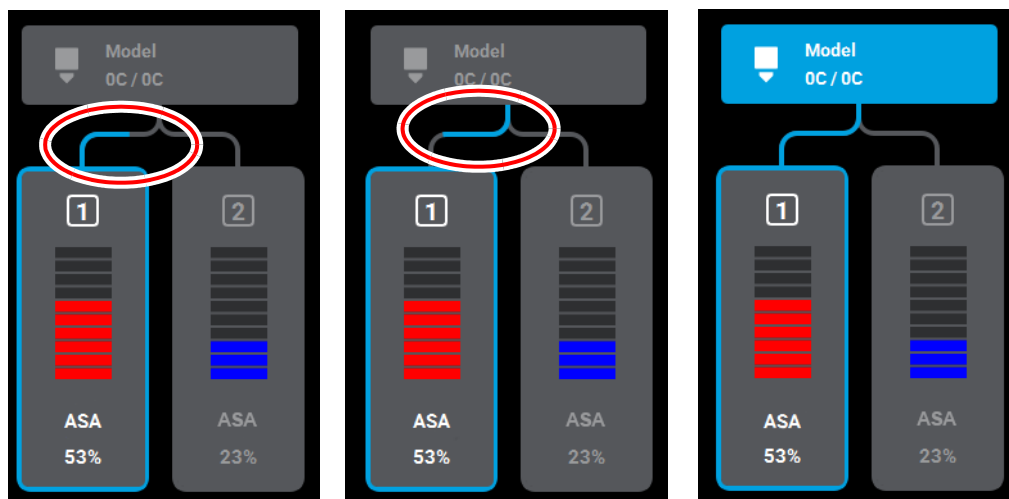 Model
0C / 0C
1
2
ASA
ASA
53%
23%
Model
0C / 0C
1
2
ASA
ASA
53%
23%
Model
0C / 0C
1
2
ASA
ASA
53%
23%